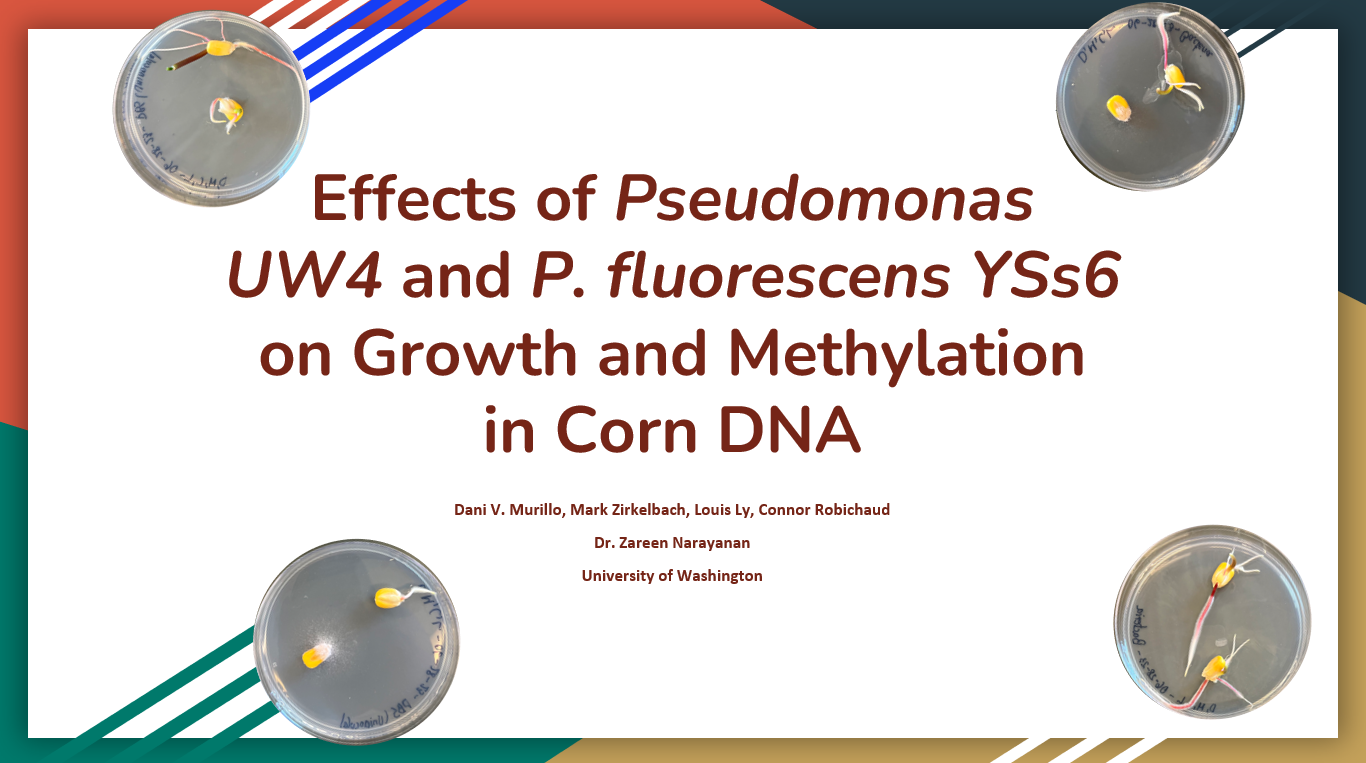 Effects of Pseudomonas
UW4 and P. fluorescens YSs6
on Growth and Methylation
in Corn DNA
Dani V. Murillo, Mark Zirkelbach, Louis Ly, Connor Robichaud
Dr. Zareen Narayanan
University of Washington